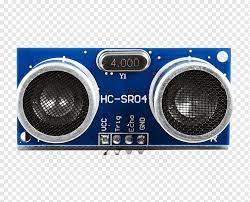 4.000
Y1
HC-SR04
VCC
Trig
Echo
GND